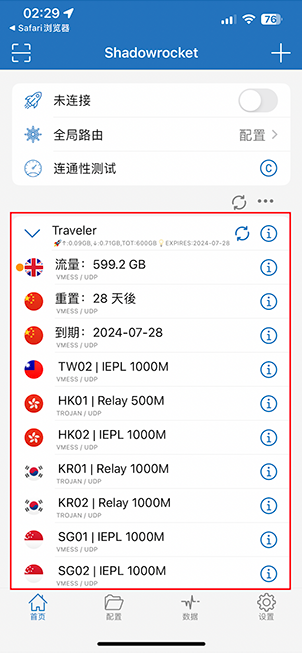 02:29
76
Safari 浏览器
Shadowrocket
未连接
全局路由
配置
连通性测试
Traveler
↑:0.09GB,↓:0.71GB,TOT:600GB EXPIRES:2024-07-28
流量：599.2 GB
VMESS / UDP
重置：28 天後
VMESS / UDP
到期：2024-07-28
VMESS / UDP
TW02 | IEPL 1000M
VMESS / UDP
HK01 | Relay 500M
TROJAN / UDP
HK02 | IEPL 1000M
VMESS / UDP
KR01 | Relay 1000M
TROJAN / UDP
KR02 | Relay 1000M
TROJAN / UDP
SG01 | IEPL 1000M
VMESS / UDP
SG02 | IEPL 1000M
VMESS / UDP
首页
配置
数据
设置